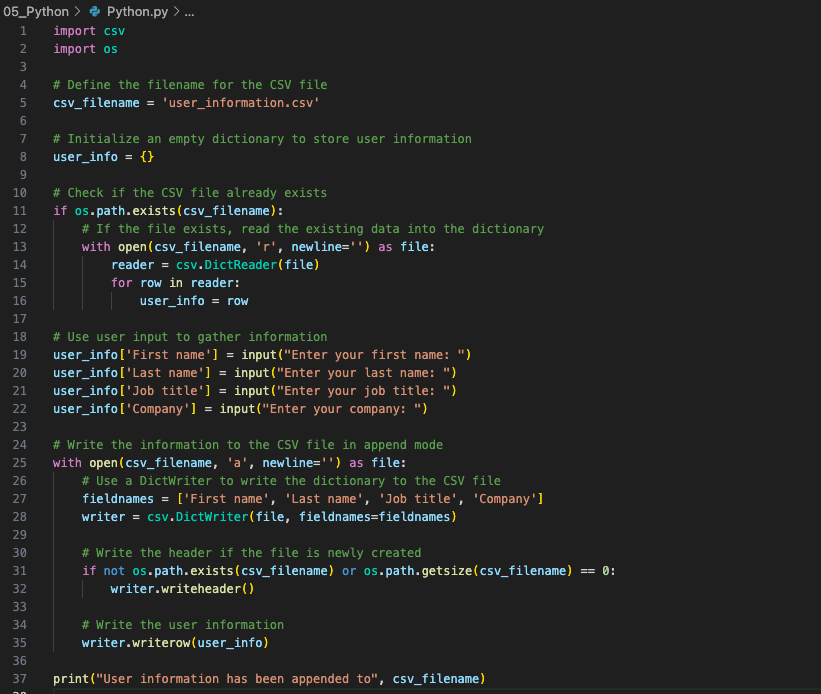 05_Python > Python.py > ...
1 import csv
2 import os
3
4 # Define the filename for the CSV file
5 csv_filename = 'user_information.csv'
6
7 # Initialize an empty dictionary to store user information
8 user_info = {}
9
10 # Check if the CSV file already exists
11 if os.path.exists(csv_filename):
12     # If the file exists, read the existing data into the dictionary
13     with open(csv_filename, 'r', newline='') as file:
14         reader = csv.DictReader(file)
15         for row in reader:
16             user_info = row
17
18 # Use user input to gather information
19 user_info['First name'] = input("Enter your first name: ")
20 user_info['Last name'] = input("Enter your last name: ")
21 user_info['Job title'] = input("Enter your job title: ")
22 user_info['Company'] = input("Enter your company: ")
23
24 # Write the information to the CSV file in append mode
25 with open(csv_filename, 'a', newline='') as file:
26     # Use a DictWriter to write the dictionary to the CSV file
27     fieldnames = ['First name', 'Last name', 'Job title', 'Company']
28     writer = csv.DictWriter(file, fieldnames=fieldnames)
29
30     # Write the header if the file is newly created
31     if not os.path.exists(csv_filename) or os.path.getsize(csv_filename) == 0:
32         writer.writeheader()
33
34     # Write the user information
35     writer.writerow(user_info)
36
37 print("User information has been appended to", csv_filename)